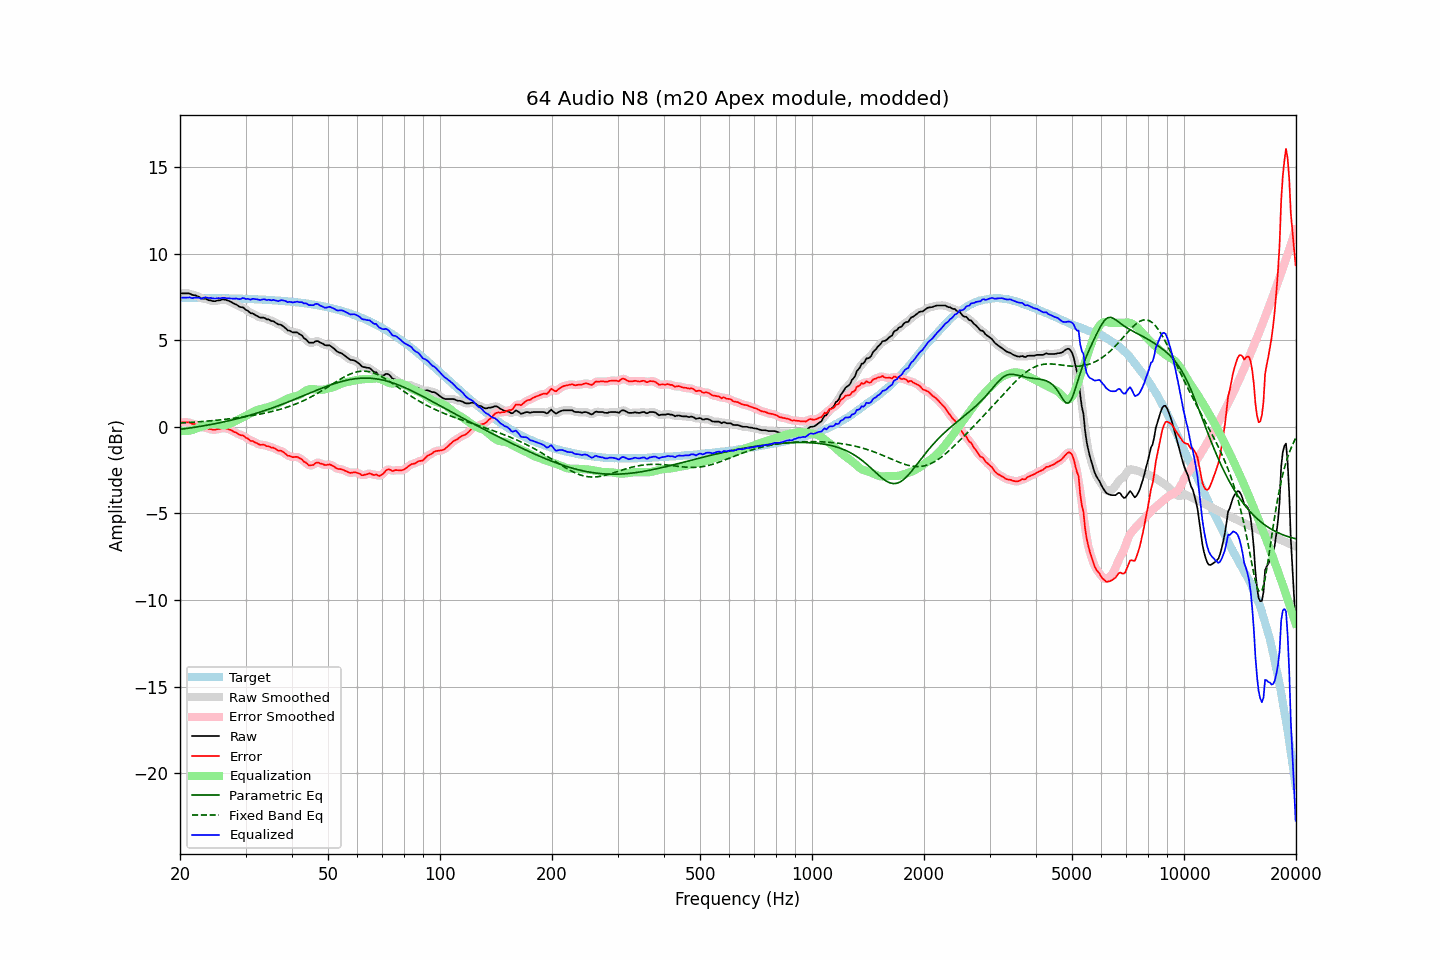 64 Audio N8 (m20 Apex module, modded)
Amplitude (dBr)
15
10
5
0
−5
−10
−15
−20
Target
Raw Smoothed
Error Smoothed
Raw
Error
Equalization
Parametric Eq
Fixed Band Eq
Equalized
20 50 100 200 500 1000 2000 5000 10000 20000
Frequency (Hz)